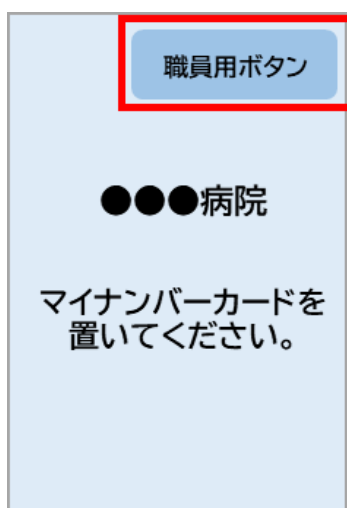 職員用ボタン
●●●病院
マイナンバーカードを
置いてください。